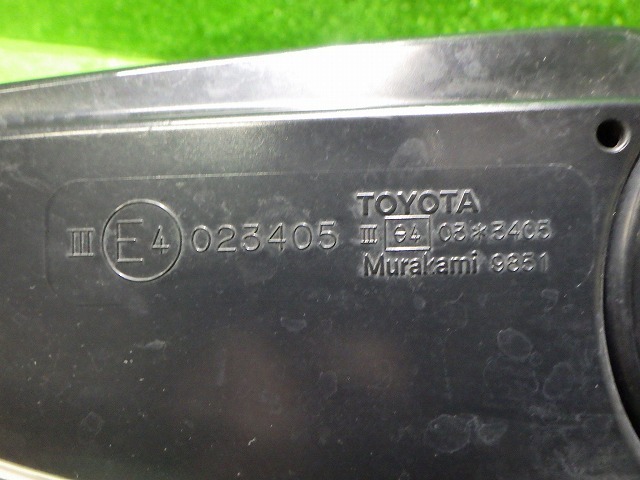 III E4 023405
TOYOTA
III e4 03*3405
Murakami 9851